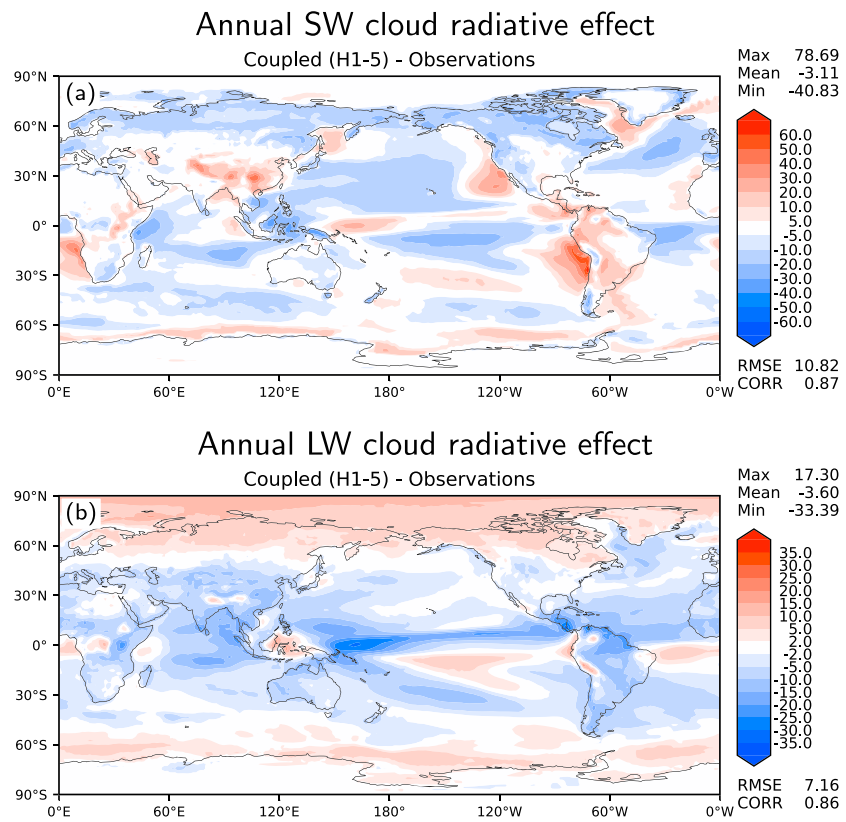 Annual SW cloud radiative effect
Coupled (H1-5) - Observations
Max 78.69
Mean -3.11
Min -40.83
(a)
90°N
60°N
30°N
0°
30°S
60°S
90°S
0°E 60°E 120°E 180° 120°W 60°W 0°W
60.0
50.0
40.0
30.0
20.0
10.0
5.0
-5.0
-10.0
-20.0
-30.0
-40.0
-50.0
-60.0
RMSE 10.82
CORR 0.87
Annual LW cloud radiative effect
Coupled (H1-5) - Observations
Max 17.30
Mean -3.60
Min -33.39
(b)
90°N
60°N
30°N
0°
30°S
60°S
90°S
0°E 60°E 120°E 180° 120°W 60°W 0°W
35.0
30.0
25.0
20.0
15.0
10.0
5.0
2.0
-2.0
-5.0
-10.0
-15.0
-20.0
-25.0
-30.0
-35.0
RMSE 7.16
CORR 0.86